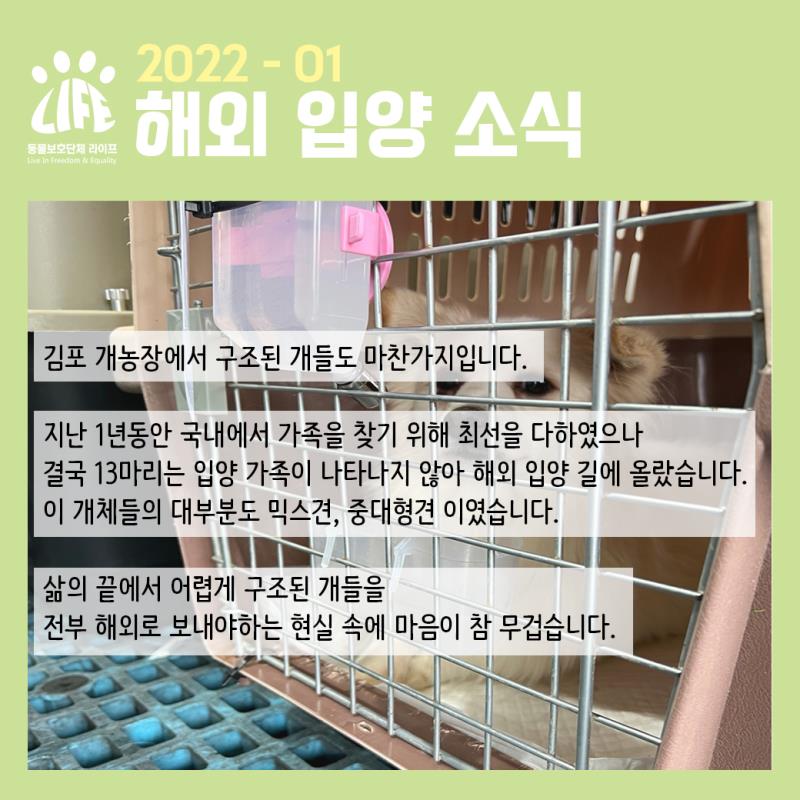 2022 - 01
LIFE
해외 입양 소식
동물보호단체 라이프
Live In Freedom & Equality
김포 개농장에서 구조된 개들도 마찬가지입니다.
지난 1년동안 국내에서 가족을 찾기 위해 최선을 다하였으나
결국 13마리는 입양 가족이 나타나지 않아 해외 입양 길에 올랐습니다.
이 개체들의 대부분도 믹스견, 중대형견 이였습니다.
삶의 끝에서 어렵게 구조된 개들을
전부 해외로 보내야하는 현실 속에 마음이 참 무겁습니다.